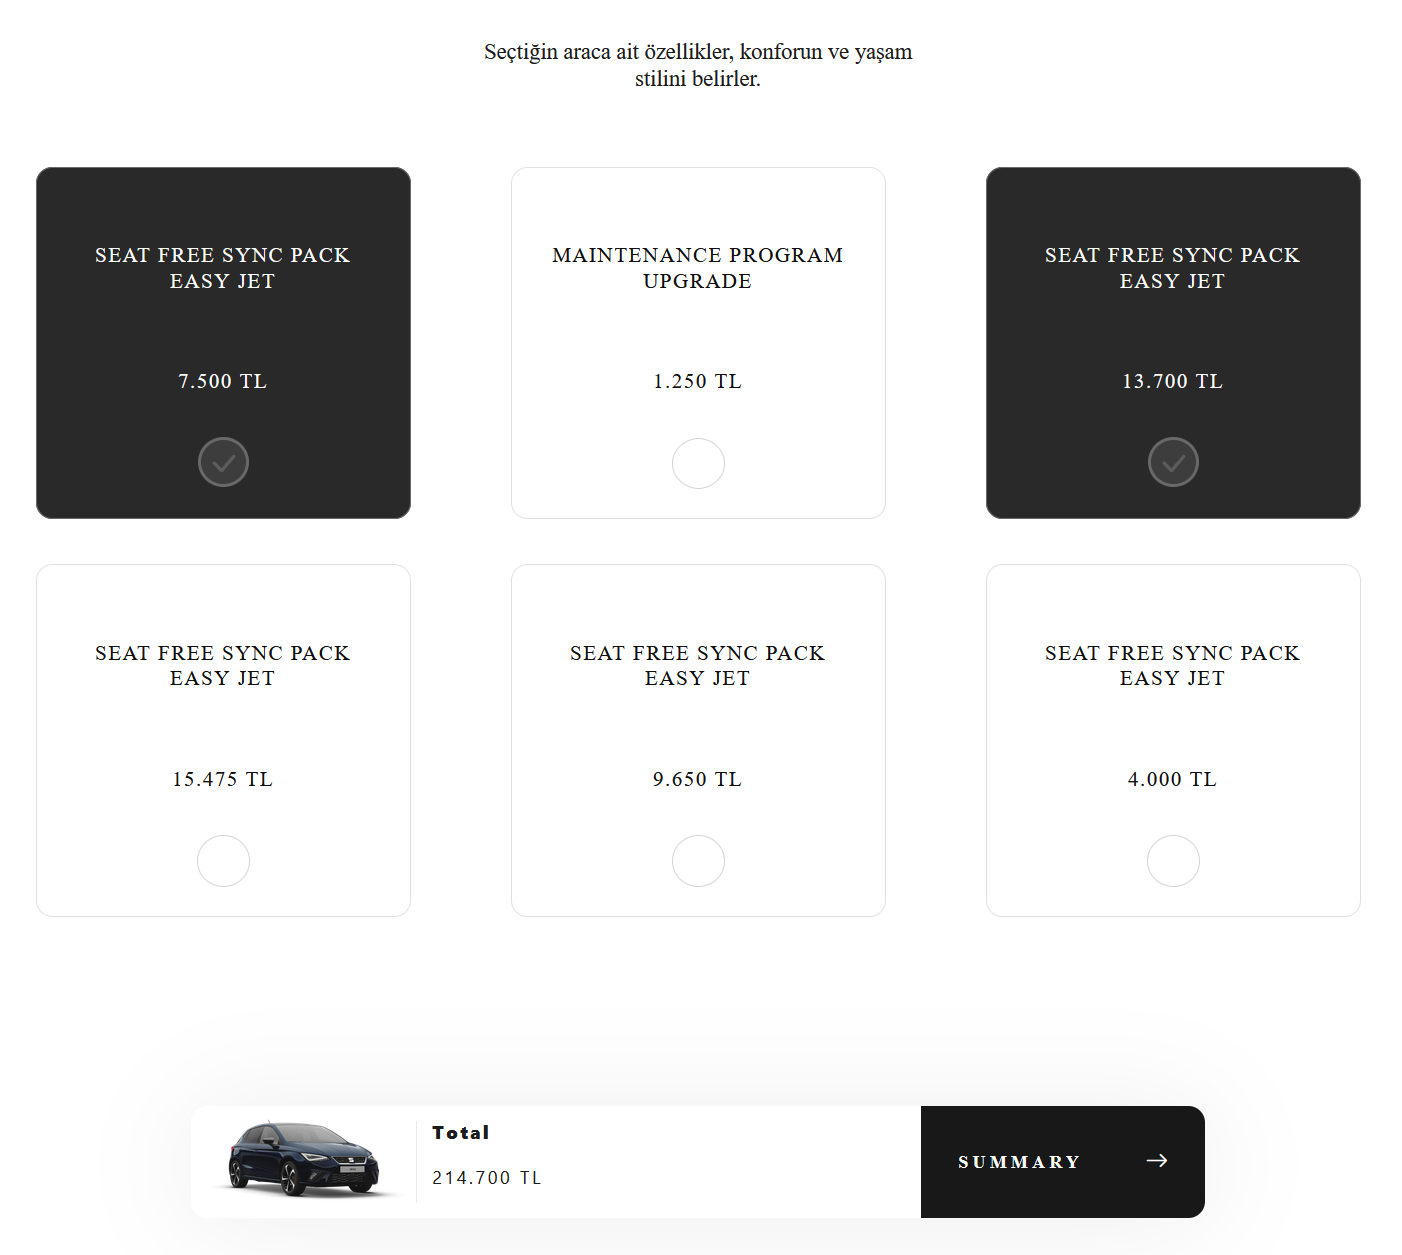 Seçtiğin araca ait özellikler, konforun ve yaşam
stilini belirler.
SEAT FREE SYNC PACK
EASY JET
7.500 TL
MAINTENANCE PROGRAM
UPGRADE
1.250 TL
SEAT FREE SYNC PACK
EASY JET
13.700 TL
SEAT FREE SYNC PACK
EASY JET
15.475 TL
SEAT FREE SYNC PACK
EASY JET
9.650 TL
SEAT FREE SYNC PACK
EASY JET
4.000 TL
Total
214.700 TL
SUMMARY